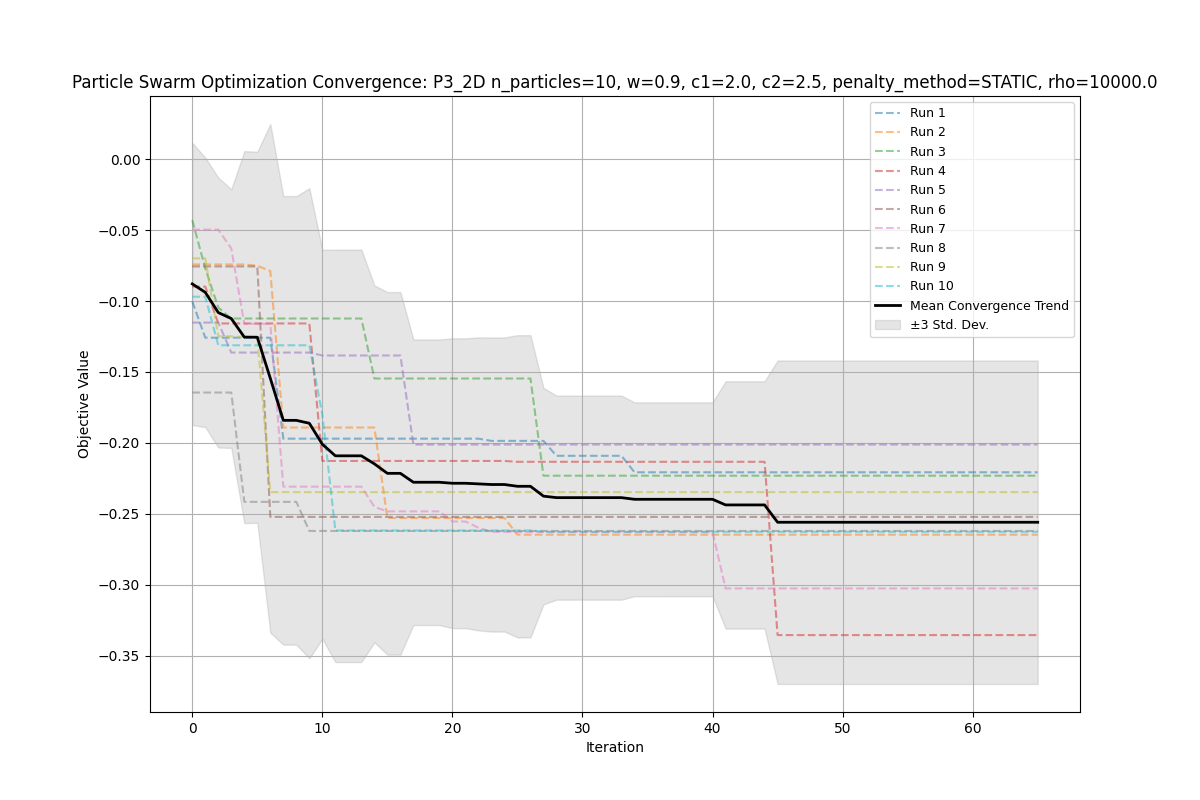 Particle Swarm Optimization Convergence: P3_2D n_particles=10, w=0.9, c1=2.0, c2=2.5, penalty_method=STATIC, rho=10000.0
Run 1
Run 2
Run 3
Run 4
Run 5
Run 6
Run 7
Run 8
Run 9
Run 10
Mean Convergence Trend
±3 Std. Dev.
Objective Value
0.00
−0.05
−0.10
−0.15
−0.20
−0.25
−0.30
−0.35
0 10 20 30 40 50 60
Iteration